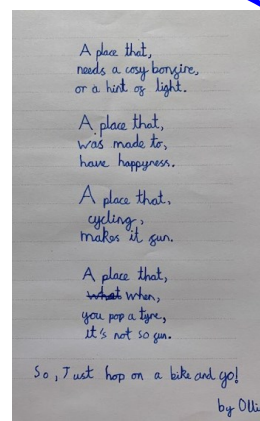 A place that,
needs a cosy bonfire,
or a hint of light.
A place that,
was made to,
have happyness.
A place that,
cycling,
makes it fun.
A place that,
what when,
you pop a tyre,
it's not so fun.
So, Just hop on a bike and go!
by Olli